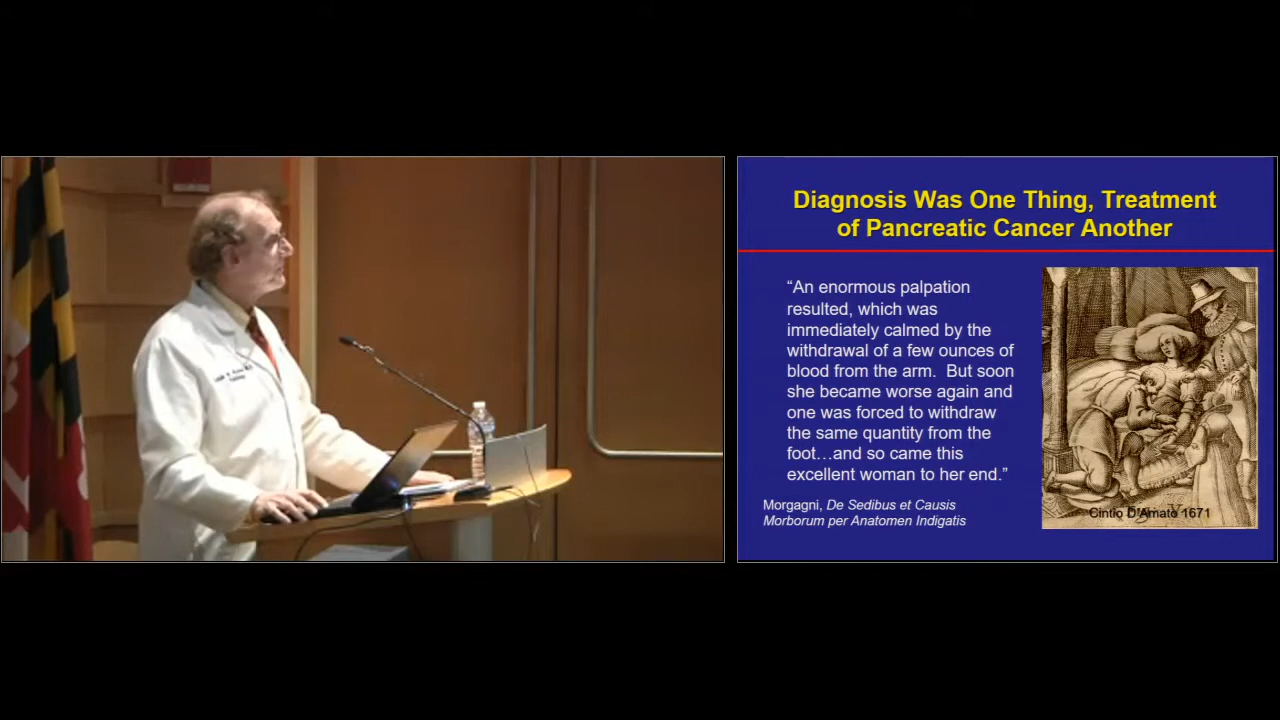 Diagnosis Was One Thing, Treatment
of Pancreatic Cancer Another
“An enormous palpation
resulted, which was
immediately calmed by the
withdrawal of a few ounces of
blood from the arm.  But soon
she became worse again and
one was forced to withdraw
the same quantity from the
foot…and so came this
excellent woman to her end.”
Morgagni, De Sedibus et Causis
Morborum per Anatomen Indigatis
Cintio D'Amato 1671